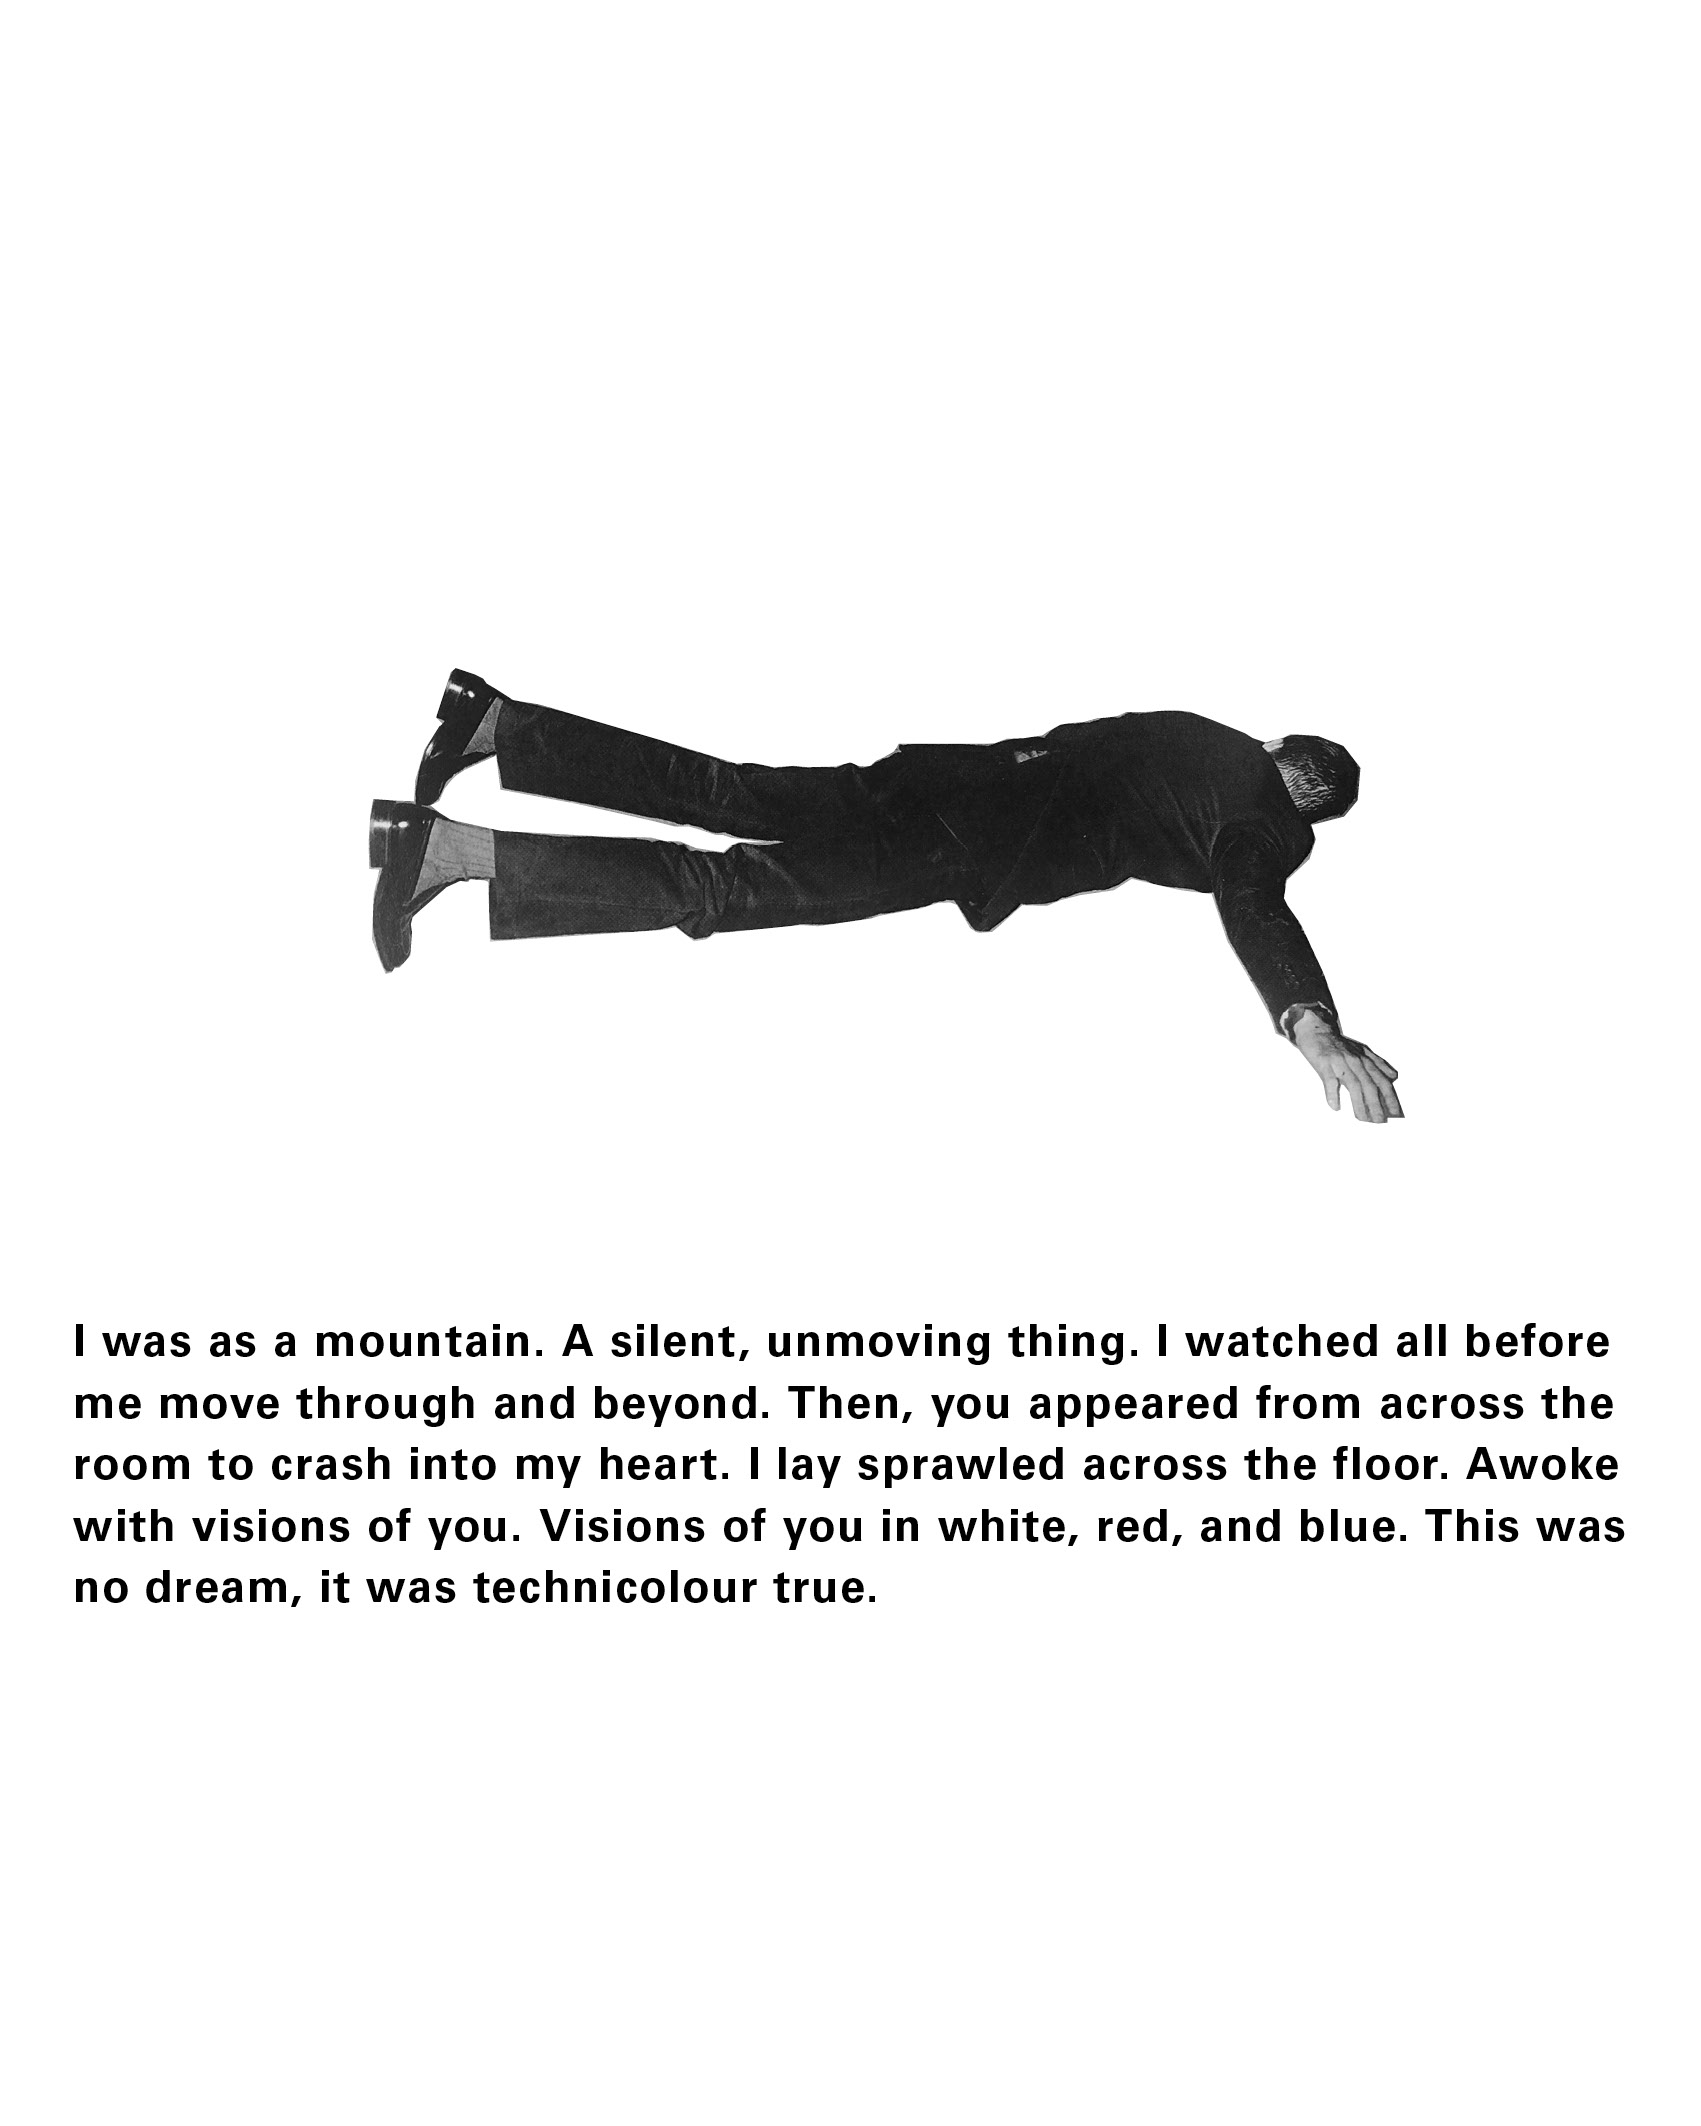 I was as a mountain. A silent, unmoving thing. I watched all before
me move through and beyond. Then, you appeared from across the
room to crash into my heart. I lay sprawled across the floor. Awoke
with visions of you. Visions of you in white, red, and blue. This was
no dream, it was technicolour true.